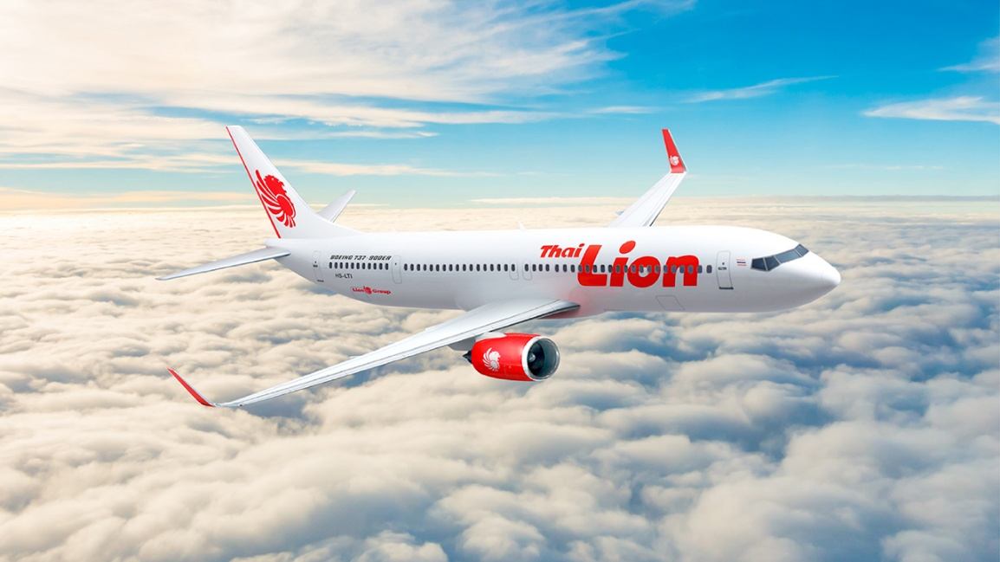 Thai
Lion
BOEING 737-900ER
HS-LTI
Lion Group